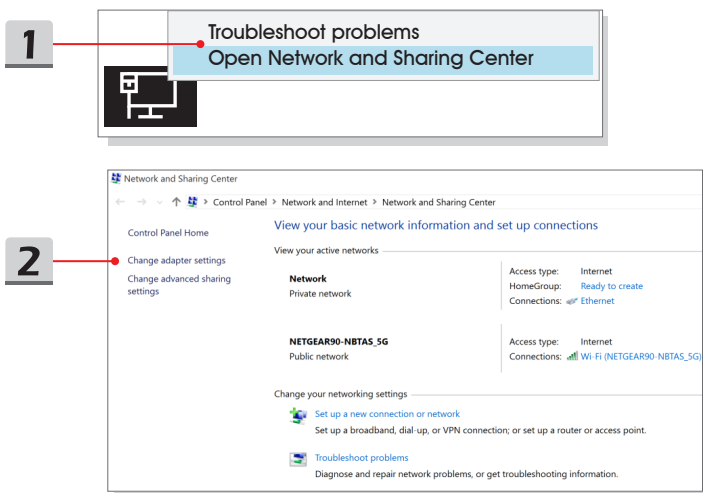 1
Troubleshoot problems
Open Network and Sharing Center
2
Network and Sharing Center
Control Panel > Network and Internet > Network and Sharing Center
Control Panel Home
Change adapter settings
Change advanced sharing
settings
View your basic network information and set up connections
View your active networks
Network
Private network
Access type: Internet
HomeGroup: Ready to create
Connections: Ethernet
NETGEAR90-NBTAS_5G
Public network
Access type: Internet
Connections: Wi-Fi (NETGEAR90-NBTAS_5G)
Change your networking settings
Set up a new connection or network
Set up a broadband, dial-up, or VPN connection; or set up a router or access point.
Troubleshoot problems
Diagnose and repair network problems, or get troubleshooting information.